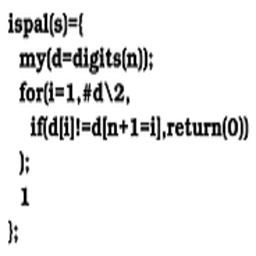 ispal(s)={
my(d=digits(n));
for(i=1,#d\2,
if(d[i]!=d[n+1=i],return(0))
);
1
};